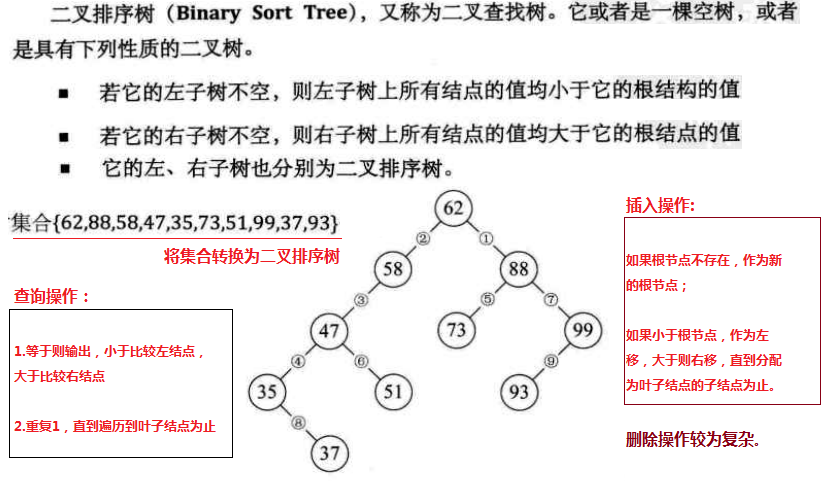 二叉排序树（Binary Sort Tree），又称为二叉查找树。它或者是一棵空树，或者
是具有下列性质的二叉树。
■ 若它的左子树不空，则左子树上所有结点的值均小于它的根结构的值
■ 若它的右子树不空，则右子树上所有结点的值均大于它的根结点的值
■ 它的左、右子树也分别为二叉排序树。
集合{62,88,58,47,35,73,51,99,37,93}
将集合转换为二叉排序树
查询操作：
1.等于则输出，小于比较左结点，
大于比较右结点
2.重复1，直到遍历到叶子结点为止
62
② ①
58 88
③ ⑤ ⑦
47 73 99
④ ⑥ ⑨
35 51 93
⑧
37
插入操作:
如果根节点不存在，作为新
的根节点；
如果小于根节点，作为左
移，大于则右移，直到分配
为叶子结点的子结点为止。
删除操作较为复杂。